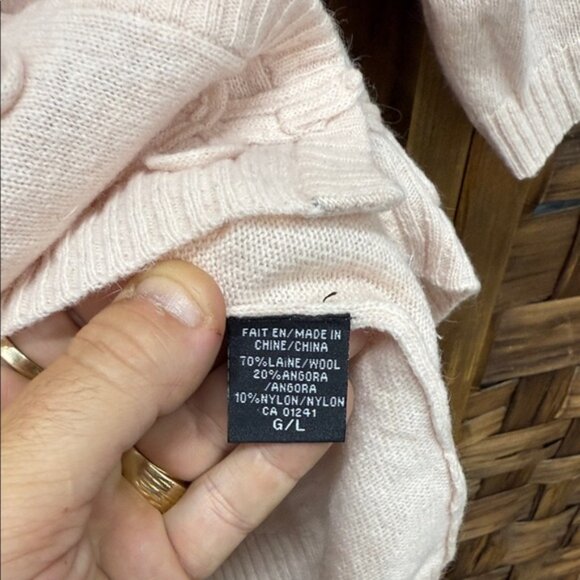 FAIT EN/MADE IN
CHINE/CHINA
70%LAINE/WOOL
20%ANGORA
/ANGORA
10%NYLON/NYLON
CA 01241
G/L